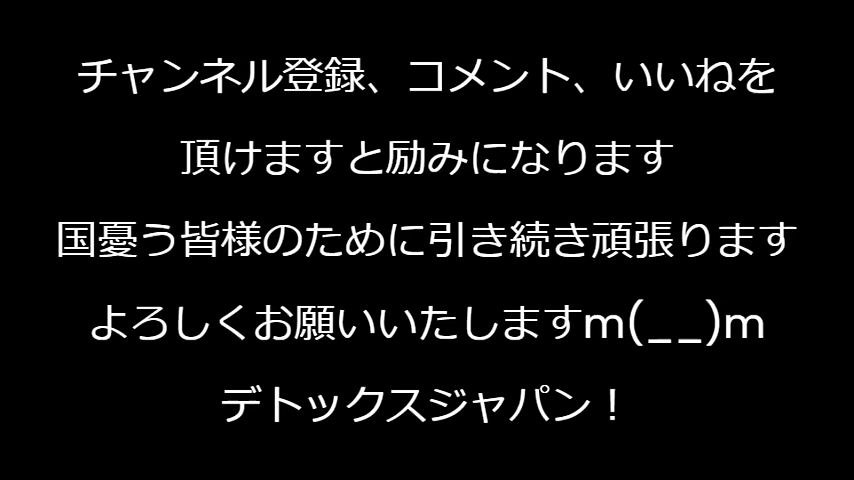 チャンネル登録、コメント、いいねを
頂けますと励みになります
国憂う皆様のために引き続き頑張ります
よろしくお願いいたしますm(__)m
デトックスジャパン！